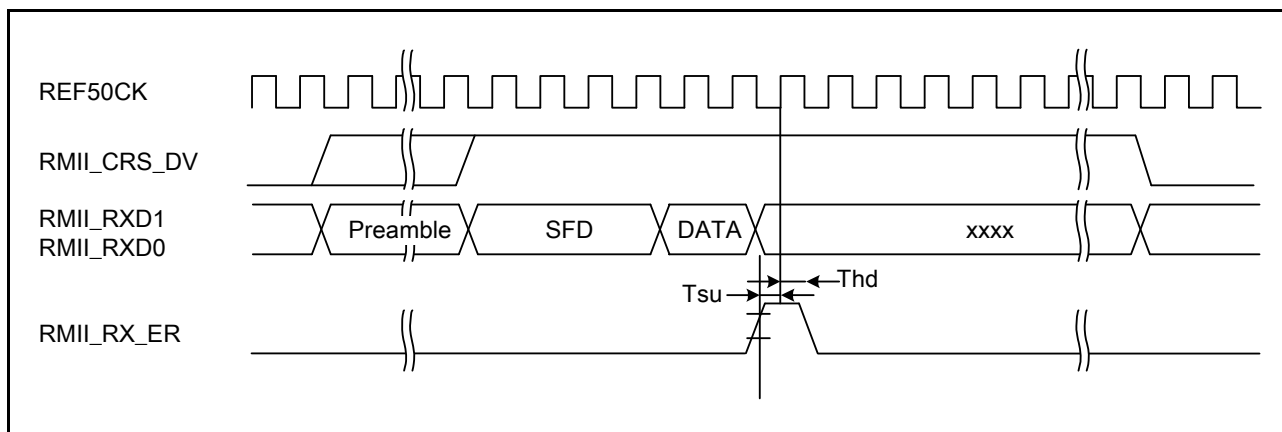 REF50CK
RMII_CRS_DV
RMII_RXD1
RMII_RXD0
Preamble
SFD
DATA
xxxx
Thd
Tsu
RMII_RX_ER